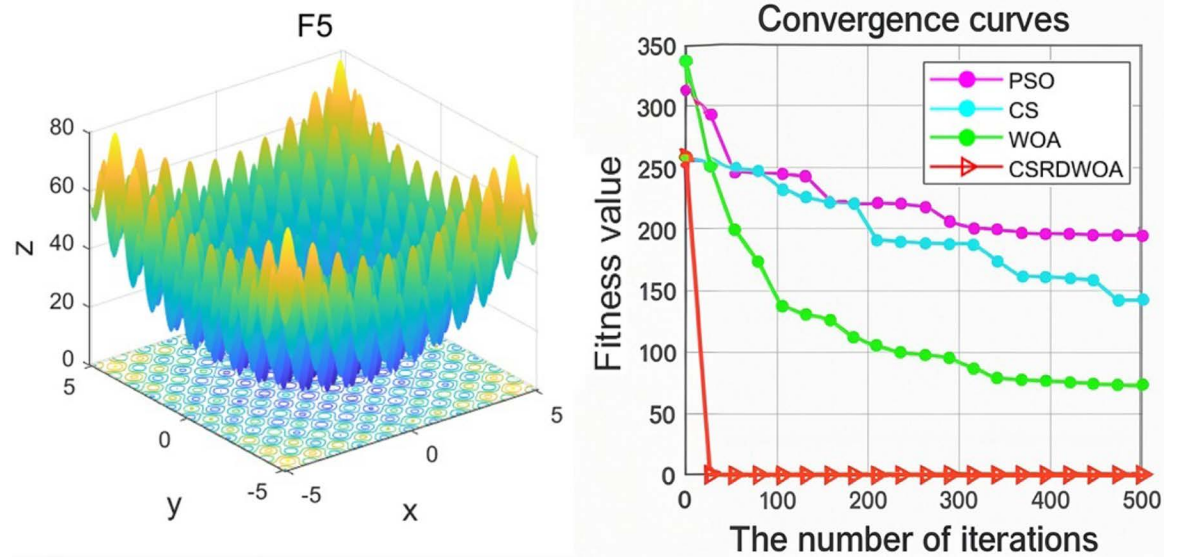 F5
z
80
60
40
20
0
5
0
-5
y
-5
0
5
x
Convergence curves
Fitness value
350
300
250
200
150
100
50
0
PSO
CS
WOA
CSRDWOA
0 100 200 300 400 500
The number of iterations